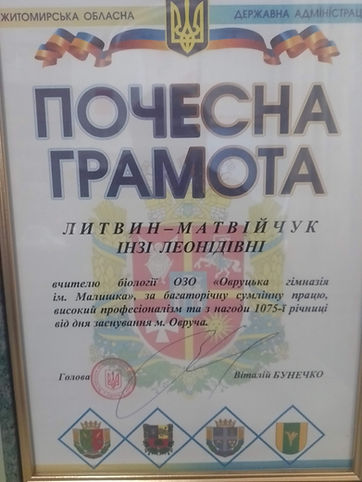 ЖИТОМИРСЬКА ОБЛАСНА ДЕРЖАВНА АДМІНІСТРАЦ
ПОЧЕСНА
ГРАМОТА
ЛИТВИН–МАТВІЙЧУК
ІНЗІ ЛЕОНІДІВНІ
вчителю біології ОЗО «Овруцька гімназія
ім. Малишка», за багаторічну сумлінну працю,
високий професіоналізм та з нагоди 1075-ї річниці
від дня заснування м. Овруча.
Голова Віталій БУНЕЧКО